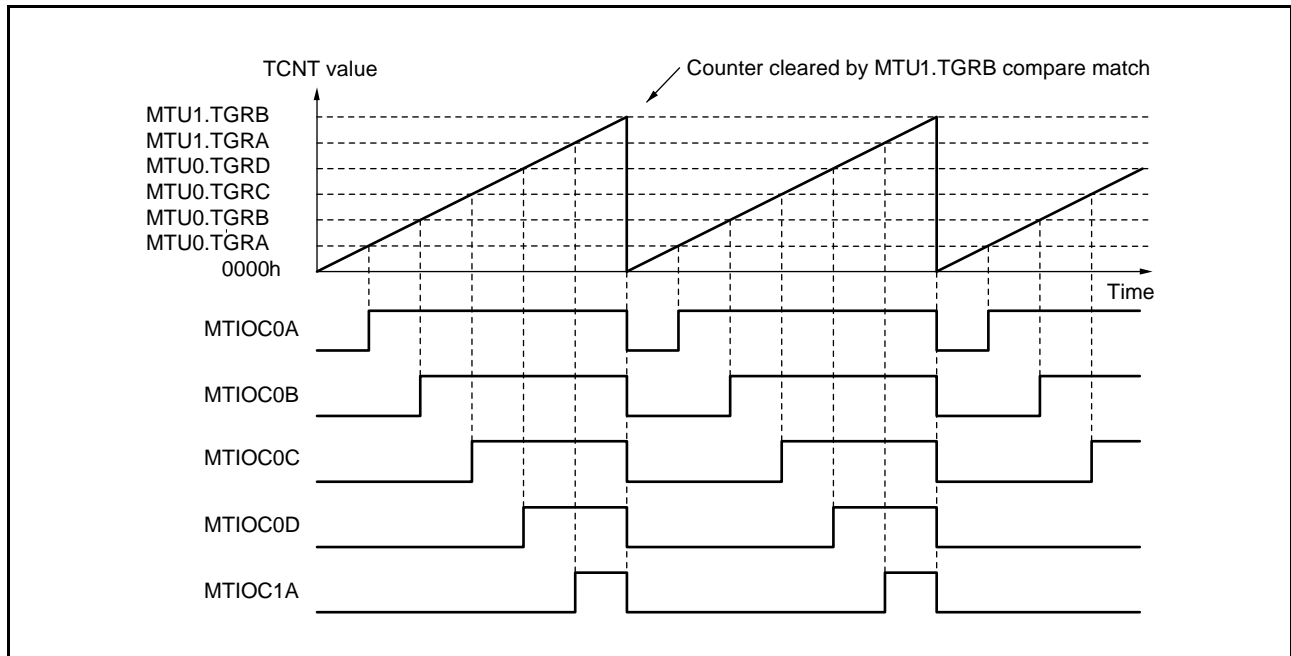 TCNT value
Counter cleared by MTU1.TGRB compare match
MTU1.TGRB
MTU1.TGRA
MTU0.TGRD
MTU0.TGRC
MTU0.TGRB
MTU0.TGRA
0000h
Time
MTIOC0A
MTIOC0B
MTIOC0C
MTIOC0D
MTIOC1A